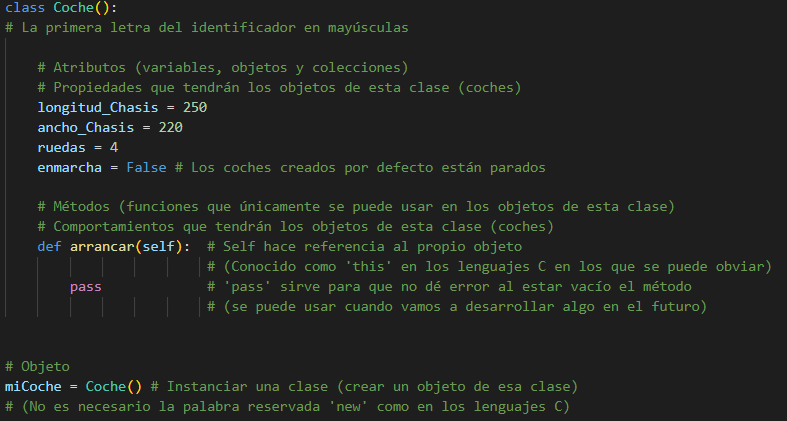 class Coche():
# La primera letra del identificador en mayúsculas
# Atributos (variables, objetos y colecciones)
# Propiedades que tendrán los objetos de esta clase (coches)
longitud_Chasis = 250
ancho_Chasis = 220
ruedas = 4
enmarcha = False # Los coches creados por defecto están parados
# Métodos (funciones que únicamente se puede usar en los objetos de esta clase)
# Comportamientos que tendrán los objetos de esta clase (coches)
def arrancar(self):  # Self hace referencia al propio objeto
# (Conocido como 'this' en los lenguajes C en los que se puede obviar)
pass # 'pass' sirve para que no dé error al estar vacío el método
# (se puede usar cuando vamos a desarrollar algo en el futuro)
# Objeto
miCoche = Coche() # Instanciar una clase (crear un objeto de esa clase)
# (No es necesario la palabra reservada 'new' como en los lenguajes C)